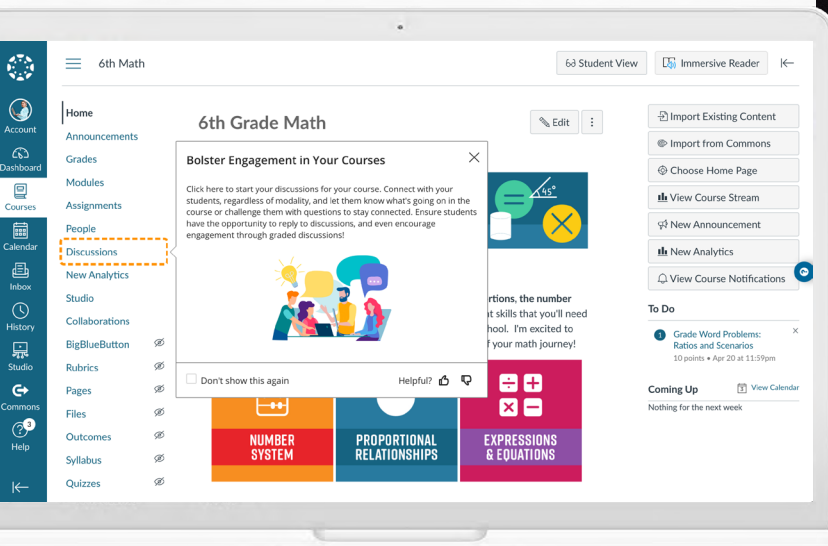 6th Math
Student View
Immersive Reader
Account
Dashboard
Courses
Calendar
Inbox
History
Studio
Commons
3
Help
Home
Announcements
Grades
Modules
Assignments
People
Discussions
New Analytics
Studio
Collaborations
BigBlueButton
Rubrics
Pages
Files
Outcomes
Syllabus
Quizzes
6th Grade Math
Edit
Bolster Engagement in Your Courses
Click here to start your discussions for your course. Connect with your
students, regardless of modality, and let them know what's going on in the
course or challenge them with questions to stay connected. Ensure students
have the opportunity to reply to discussions, and even encourage
engagement through graded discussions!
Don't show this again
Helpful?
45°
the number
skills that you'll need
I'm excited to
your math journey!
NUMBER
SYSTEM
PROPORTIONAL
RELATIONSHIPS
EXPRESSIONS
& EQUATIONS
Import Existing Content
Import from Commons
Choose Home Page
View Course Stream
New Announcement
New Analytics
View Course Notifications
To Do
1
Grade Word Problems:
Ratios and Scenarios
10 points • Apr 20 at 11:59pm
Coming Up
View Calendar
Nothing for the next week